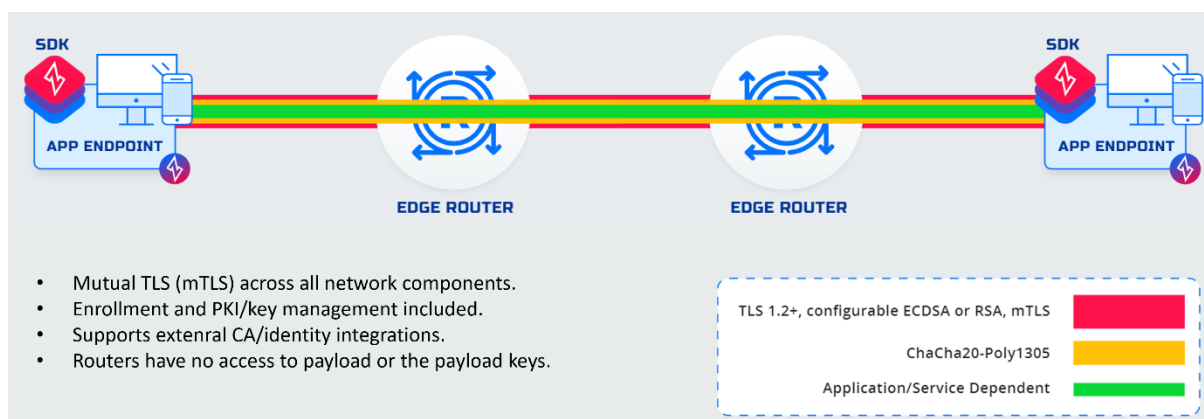 SDK
SDK
APP ENDPOINT
R
R
APP ENDPOINT
EDGE ROUTER
EDGE ROUTER
• Mutual TLS (mTLS) across all network components.
• Enrollment and PKI/key management included.
• Supports extenral CA/identity integrations.
• Routers have no access to payload or the payload keys.
TLS 1.2+, configurable ECDSA or RSA, mTLS
ChaCha20-Poly1305
Application/Service Dependent